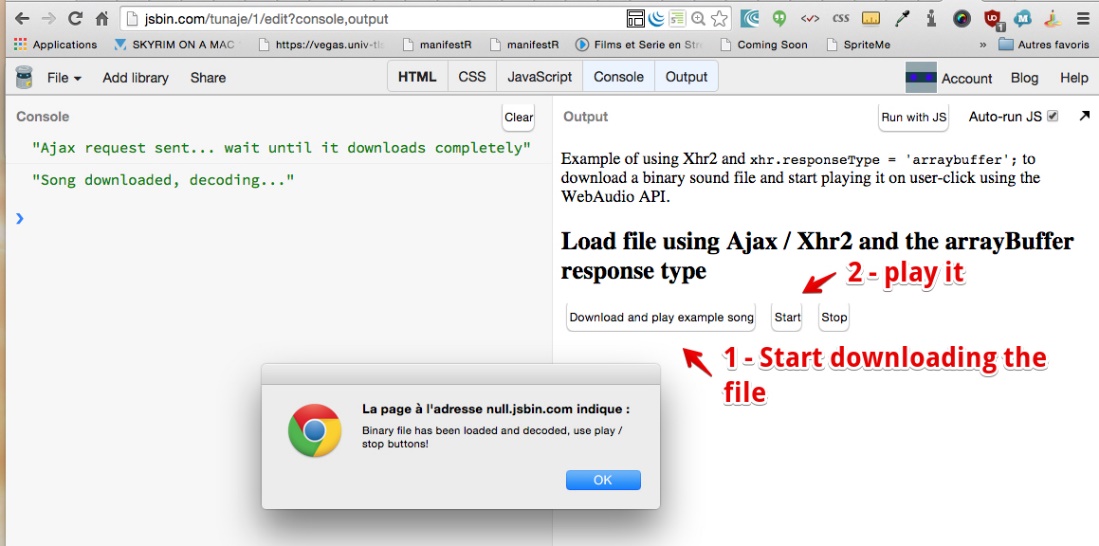 jsbin.com/tunaje/1/edit?console,output
Applications SKYRIM ON A MAC https://vegas.univ-tl manifestR manifestR Films et Serie en Str Coming Soon SpriteMe » Autres favoris
File Add library Share HTML CSS JavaScript Console Output Account Blog Help
Console Clear
"Ajax request sent... wait until it downloads completely"
"Song downloaded, decoding..."
Output Run with JS Auto-run JS
Example of using Xhr2 and xhr.responseType = 'arraybuffer'; to
download a binary sound file and start playing it on user-click using the
WebAudio API.
Load file using Ajax / Xhr2 and the arrayBuffer
response type
2 - play it
Download and play example song Start Stop
1 - Start downloading the
file
La page à l'adresse null.jsbin.com indique :
Binary file has been loaded and decoded, use play /
stop buttons!
OK